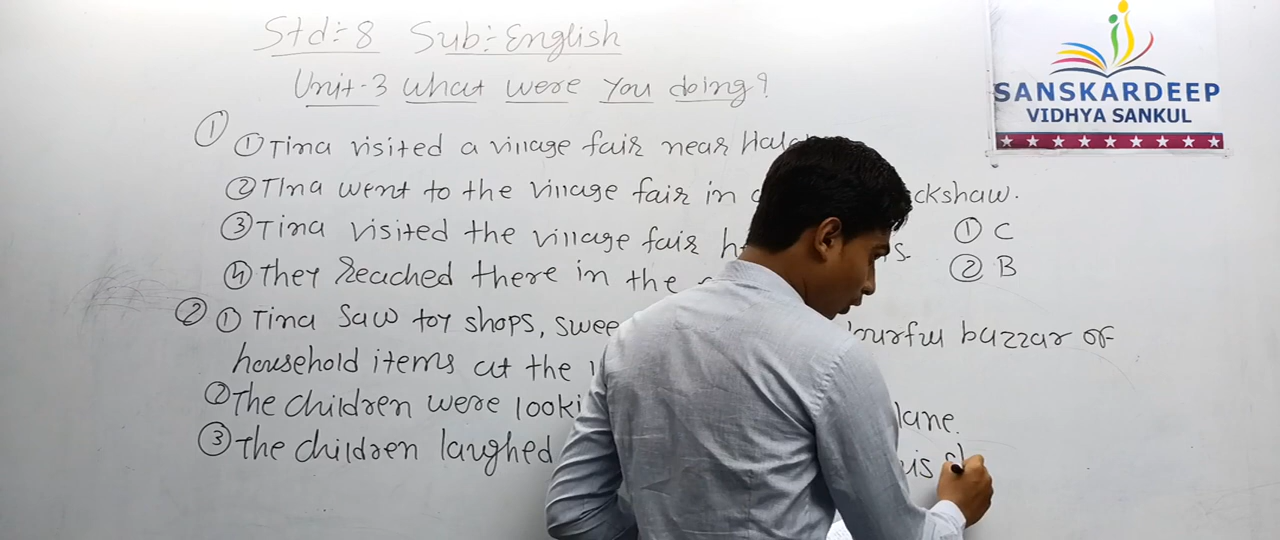 Std:- 8 Sub:- English
Unit-3 What were You doing?
① ① Tina visited a village fair near
② Tina went to the village fair in ckshaw.
③ Tina visited the village fair
① C
④ They reached there in the
② B
② ① Tina saw toy shops, swee ourful buzzar of
household items at the
② The children were looki lane.
③ The children laughed his
SANSKARDEEP
VIDHYA SANKUL